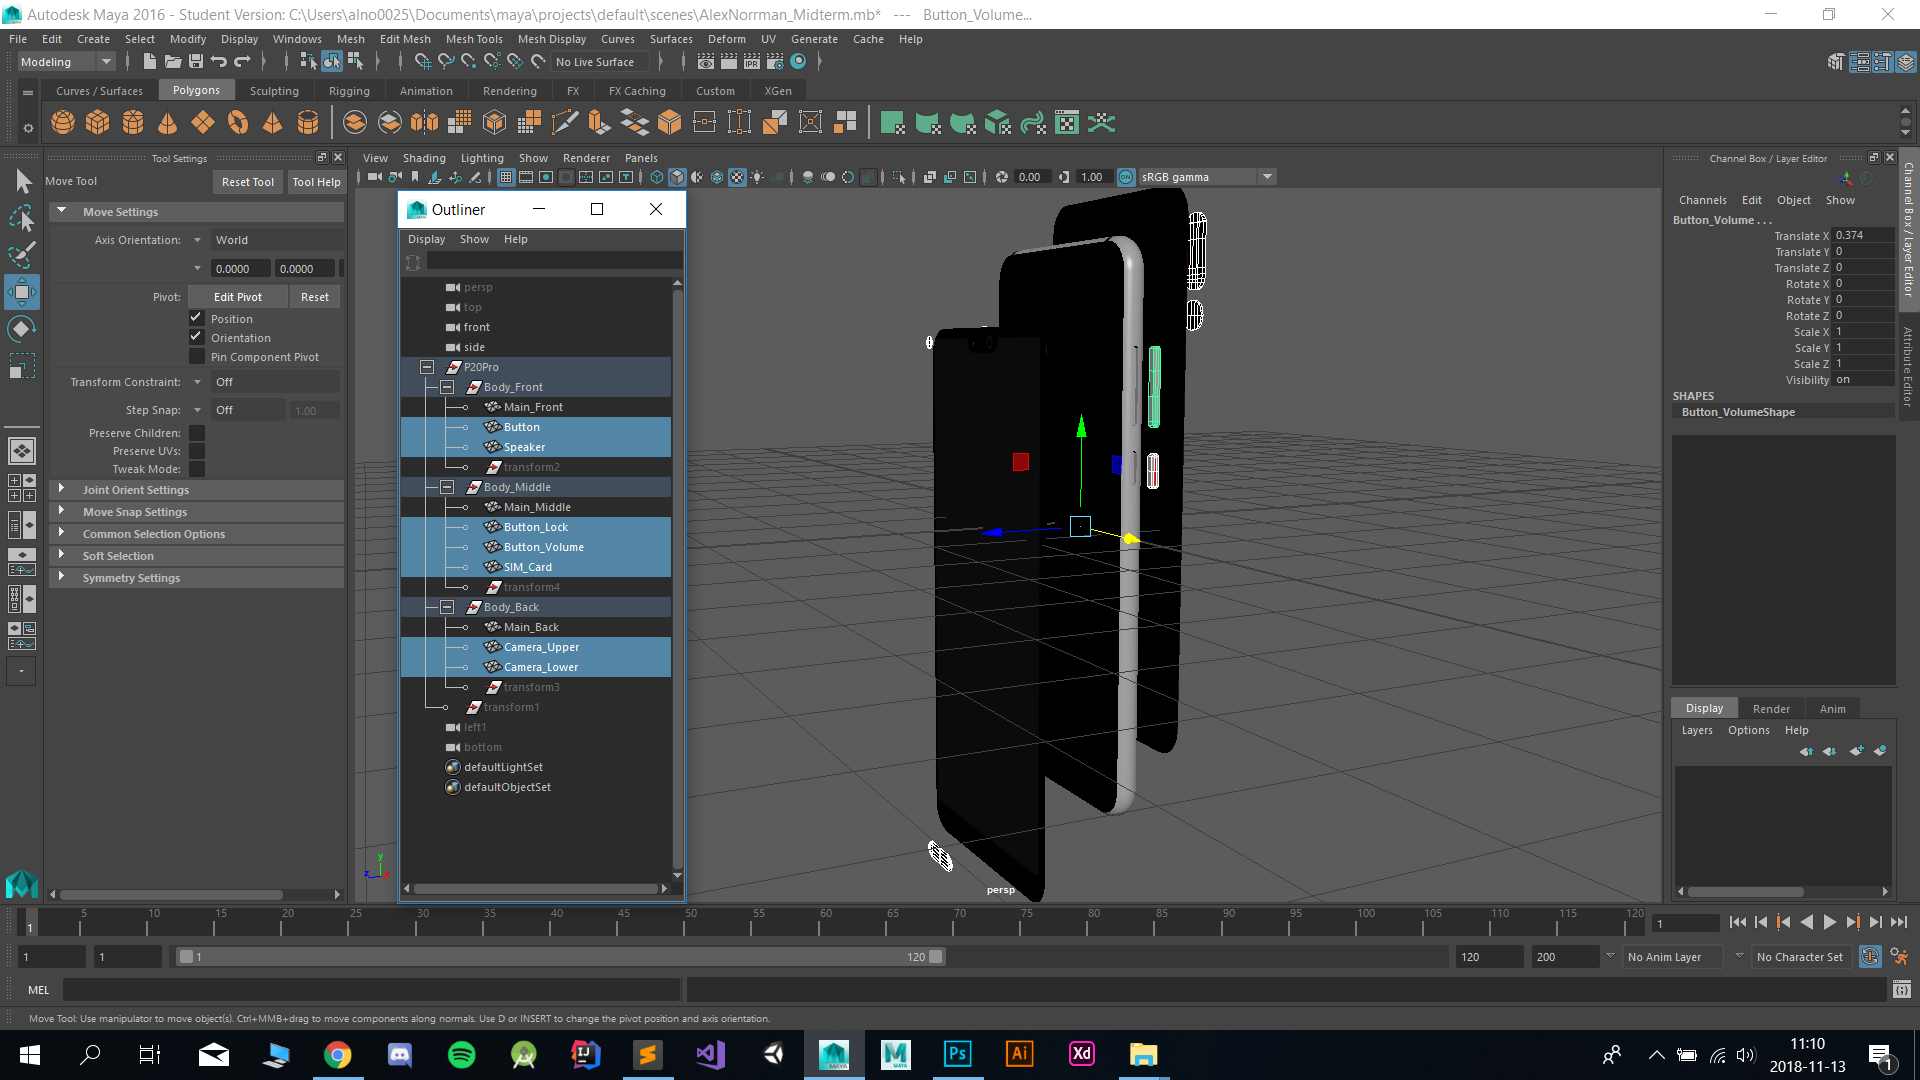 Autodesk Maya 2016 - Student Version: C:\Users\alno0025\Documents\maya\projects\default\scenes\AlexNorrman_Midterm.mb* --- Button_Volume...
File Edit Create Select Modify Display Windows Mesh Edit Mesh Mesh Tools Mesh Display Curves Surfaces Deform UV Generate Cache Help
Modeling No Live Surface
Curves / Surfaces Polygons Sculpting Rigging Animation Rendering FX FX Caching Custom XGen
Tool Settings
Move Tool Reset Tool Tool Help
Move Settings
Axis Orientation: World
0.0000 0.0000
Pivot: Edit Pivot Reset
Position
Orientation
Pin Component Pivot
Transform Constraint: Off
Step Snap: Off 1.00
Preserve Children:
Preserve UVs:
Tweak Mode:
Joint Orient Settings
Move Snap Settings
Common Selection Options
Soft Selection
Symmetry Settings
View Shading Lighting Show Renderer Panels
0.00 1.00 sRGB gamma
Outliner
Display Show Help
persp
top
front
side
P20Pro
Body_Front
Main_Front
Button
Speaker
transform2
Body_Middle
Main_Middle
Button_Lock
Button_Volume
SIM_Card
transform4
Body_Back
Main_Back
Camera_Upper
Camera_Lower
transform3
transform1
left1
bottom
defaultLightSet
defaultObjectSet
y
z
persp
Channel Box / Layer Editor
Channels Edit Object Show
Button_Volume . . .
Translate X 0.374
Translate Y 0
Translate Z 0
Rotate X 0
Rotate Y 0
Rotate Z 0
Scale X 1
Scale Y 1
Scale Z 1
Visibility on
SHAPES
Button_VolumeShape
Channel Box / Layer Editor
Attribute Editor
Display Render Anim
Layers Options Help
1 5 10 15 20 25 30 35 40 45 50 55 60 65 70 75 80 85 90 95 100 105 110 115 120 1
1 1 1 120 120 200 No Anim Layer No Character Set
MEL
Move Tool: Use manipulator to move object(s). Ctrl+MMB+drag to move components along normals. Use D or INSERT to change the pivot position and axis orientation.
IJ MAYA MAYA Ps Ai Xd
11:10
2018-11-13
1